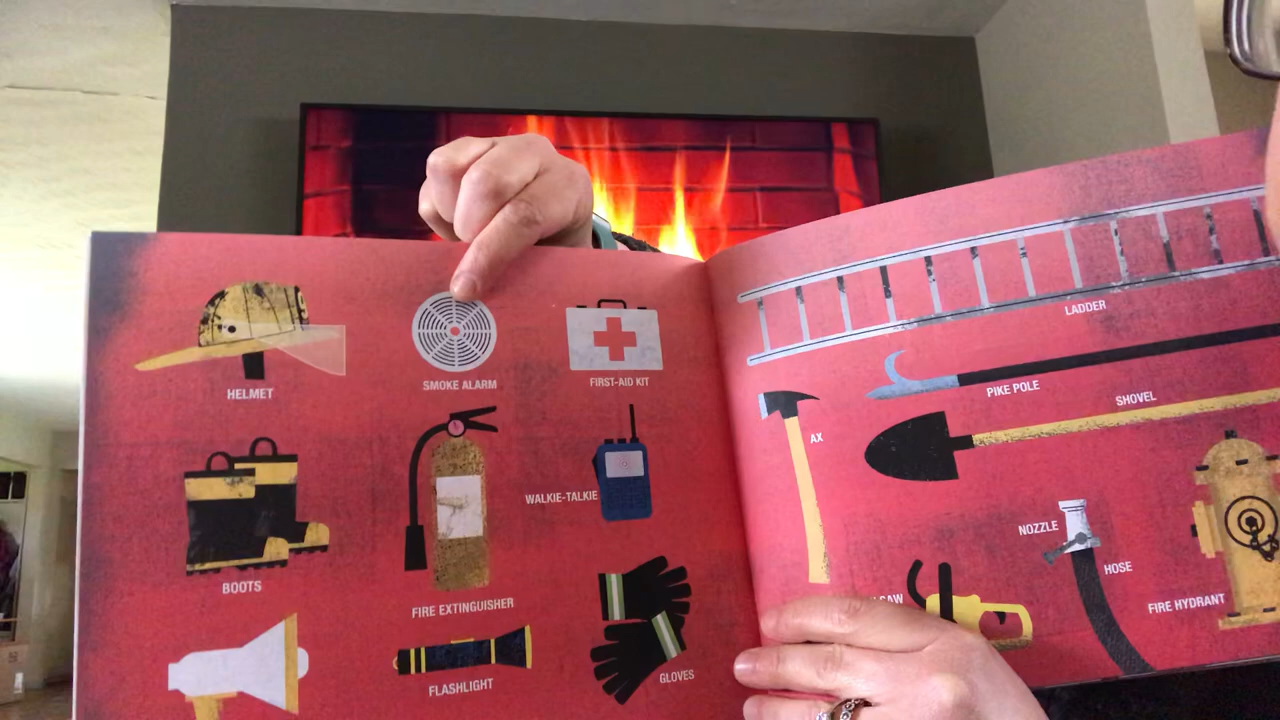 HELMET
SMOKE ALARM
FIRST-AID KIT
BOOTS
FIRE EXTINGUISHER
WALKIE-TALKIE
FLASHLIGHT
GLOVES
LADDER
PIKE POLE
SHOVEL
AX
NOZZLE
HOSE
FIRE HYDRANT